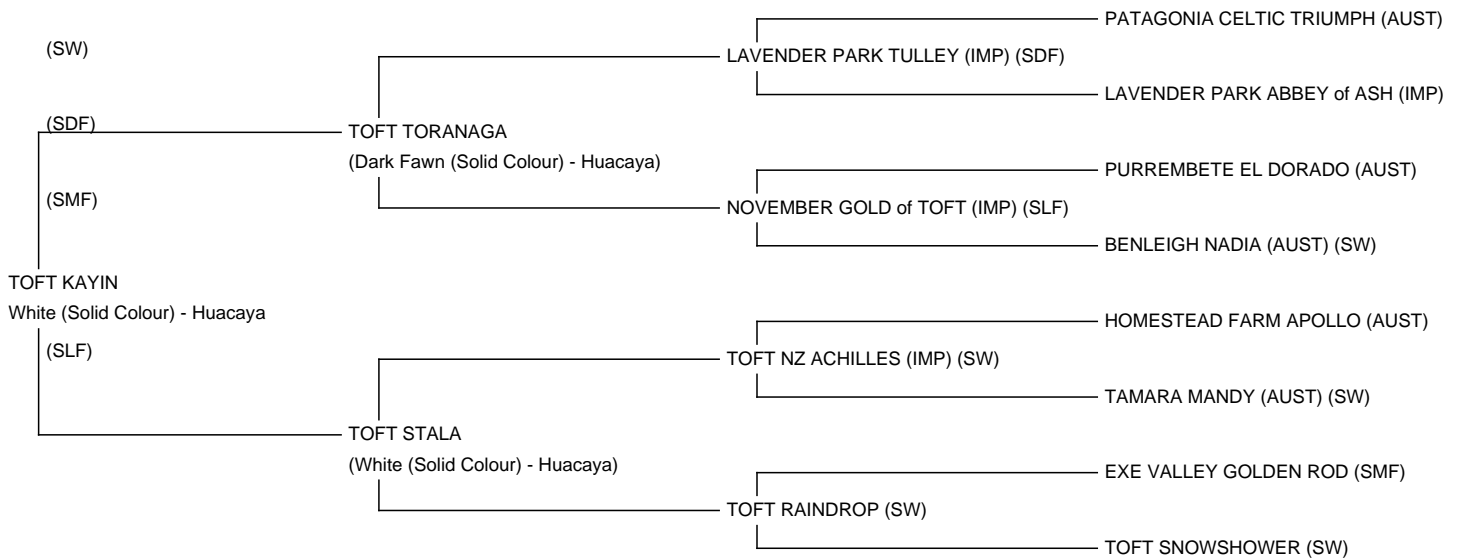 PATAGONIA CELTIC TRIUMPH (AUST)
(SW)
LAVENDER PARK TULLEY (IMP) (SDF)
LAVENDER PARK ABBEY of ASH (IMP)
(SDF)
TOFT TORANAGA
(Dark Fawn (Solid Colour) - Huacaya)
PURREMBETE EL DORADO (AUST)
(SMF)
NOVEMBER GOLD of TOFT (IMP) (SLF)
BENLEIGH NADIA (AUST) (SW)
TOFT KAYIN
White (Solid Colour) - Huacaya
HOMESTEAD FARM APOLLO (AUST)
(SLF)
TOFT NZ ACHILLES (IMP) (SW)
TAMARA MANDY (AUST) (SW)
TOFT STALA
(White (Solid Colour) - Huacaya)
EXE VALLEY GOLDEN ROD (SMF)
TOFT RAINDROP (SW)
TOFT SNOWSHOWER (SW)